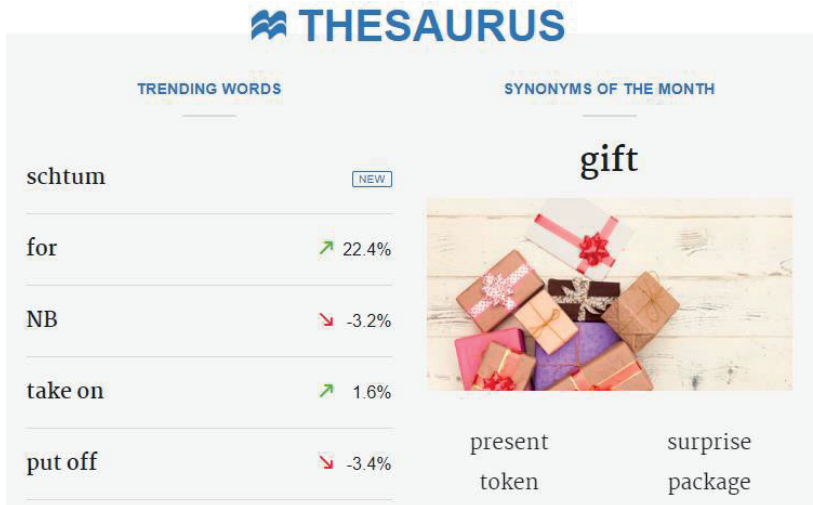 THESAURUS
TRENDING WORDS
schtum NEW
for 22.4%
NB -3.2%
take on 1.6%
put off -3.4%
SYNONYMS OF THE MONTH
gift
present surprise
token package